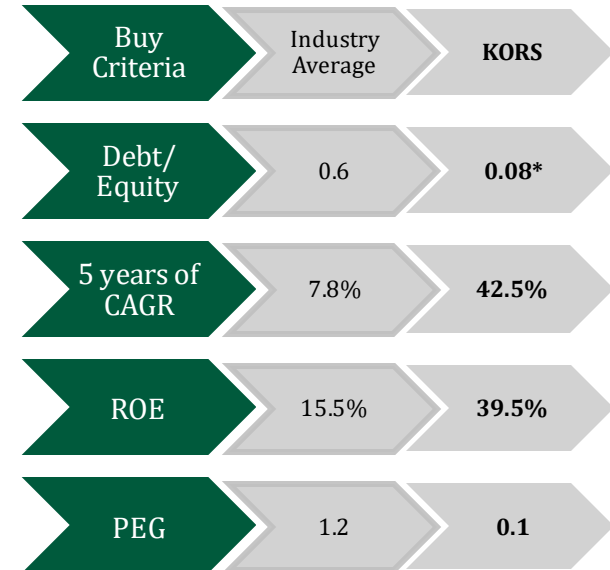 Buy
Criteria
Industry
Average
KORS
Debt/
Equity
0.6
0.08*
5 years of
CAGR
7.8%
42.5%
ROE
15.5%
39.5%
PEG
1.2
0.1